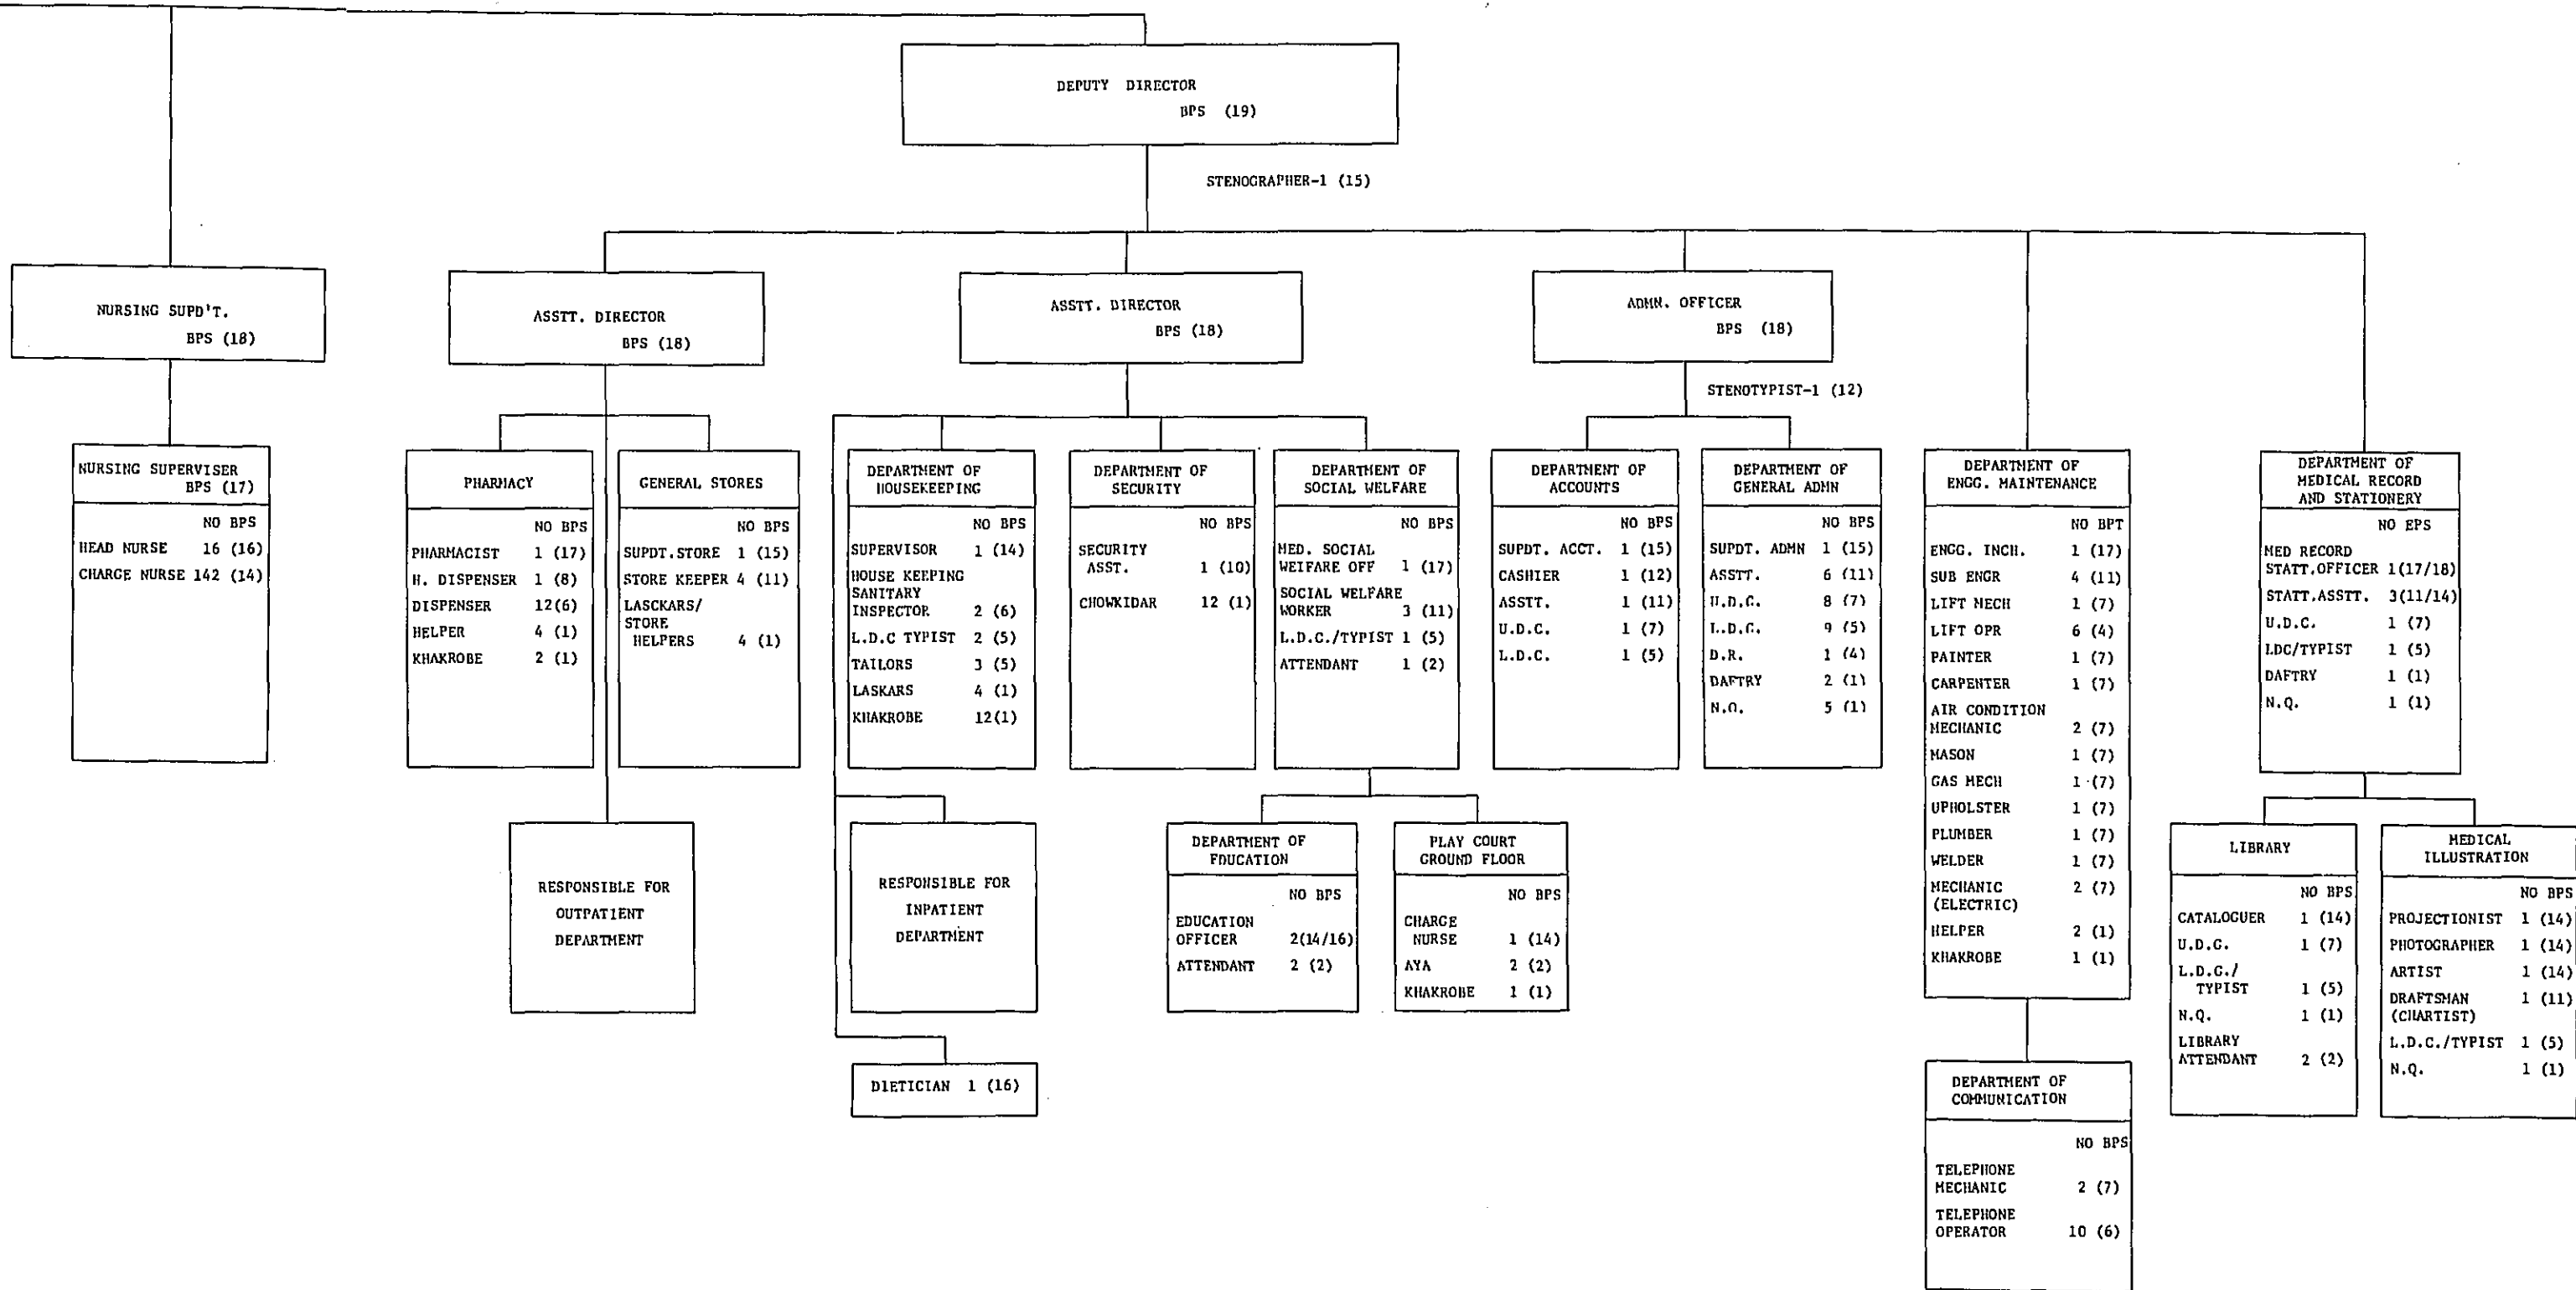 DEPUTY DIRECTOR
BPS (19)
STENOGRAPHER-1 (15)
NURSING SUPD'T.
BPS (18)
ASSTT. DIRECTOR
BPS (18)
ASSTT. DIRECTOR
BPS (18)
ADMN. OFFICER
BPS (18)
STENOTYPIST-1 (12)
NURSING SUPERVISER
BPS (17)
NO BPS
HEAD NURSE 16 (16)
CHARGE NURSE 142 (14)
PHARMACY
NO BPS
PHARMACIST 1 (17)
H. DISPENSER 1 (8)
DISPENSER 12(6)
HELPER 4 (1)
KHAKROBE 2 (1)
GENERAL STORES
NO BPS
SUPDT.STORE 1 (15)
STORE KEEPER 4 (11)
LASCKARS/
STORE
HELPERS 4 (1)
DEPARTMENT OF
HOUSEKEEPING
NO BPS
SUPERVISOR 1 (14)
HOUSE KEEPING
SANITARY
INSPECTOR 2 (6)
L.D.C TYPIST 2 (5)
TAILORS 3 (5)
LASKARS 4 (1)
KHAKROBE 12(1)
DEPARTMENT OF
SECURITY
NO BPS
SECURITY
ASST. 1 (10)
CHOWKIDAR 12 (1)
DEPARTMENT OF
SOCIAL WELFARE
NO BPS
MED. SOCIAL
WEIFARE OFF 1 (17)
SOCIAL WELFARE
WORKER 3 (11)
L.D.C./TYPIST 1 (5)
ATTENDANT 1 (2)
DEPARTMENT OF
ACCOUNTS
NO BPS
SUPDT. ACCT. 1 (15)
CASHIER 1 (12)
ASSTT. 1 (11)
U.D.C. 1 (7)
L.D.C. 1 (5)
DEPARTMENT OF
GENERAL ADMN
NO BPS
SUPDT. ADMN 1 (15)
ASSTT. 6 (11)
U.D.C. 8 (7)
L.D.C. 9 (5)
D.R. 1 (4)
DAFTRY 2 (1)
N.Q. 5 (1)
DEPARTMENT OF
ENGG. MAINTENANCE
NO BPT
ENGG. INCH. 1 (17)
SUB ENGR 4 (11)
LIFT MECH 1 (7)
LIFT OPR 6 (4)
PAINTER 1 (7)
CARPENTER 1 (7)
AIR CONDITION
MECHANIC 2 (7)
MASON 1 (7)
GAS MECH 1 (7)
UPHOLSTER 1 (7)
PLUMBER 1 (7)
WELDER 1 (7)
MECHANIC 2 (7)
(ELECTRIC)
HELPER 2 (1)
KHAKROBE 1 (1)
DEPARTMENT OF
MEDICAL RECORD
AND STATIONERY
NO BPS
MED RECORD
STATT.OFFICER 1(17/18)
STATT.ASSTT. 3(11/14)
U.D.C. 1 (7)
LDC/TYPIST 1 (5)
DAFTRY 1 (1)
N.Q. 1 (1)
RESPONSIBLE FOR
OUTPATIENT
DEPARTMENT
RESPONSIBLE FOR
INPATIENT
DEPARTMENT
DEPARTMENT OF
EDUCATION
NO BPS
EDUCATION
OFFICER 2(14/16)
ATTENDANT 2 (2)
PLAY COURT
GROUND FLOOR
NO BPS
CHARGE
NURSE 1 (14)
AYA 2 (2)
KHAKROBE 1 (1)
LIBRARY
NO BPS
CATALOGUER 1 (14)
U.D.C. 1 (7)
L.D.C./
TYPIST 1 (5)
N.Q. 1 (1)
LIBRARY
ATTENDANT 2 (2)
MEDICAL
ILLUSTRATION
NO BPS
PROJECTIONIST 1 (14)
PHOTOGRAPHER 1 (14)
ARTIST 1 (14)
DRAFTSMAN 1 (11)
(CHARTIST)
L.D.C./TYPIST 1 (5)
N.Q. 1 (1)
DIETICIAN 1 (16)
DEPARTMENT OF
COMMUNICATION
NO BPS
TELEPHONE
MECHANIC 2 (7)
TELEPHONE
OPERATOR 10 (6)